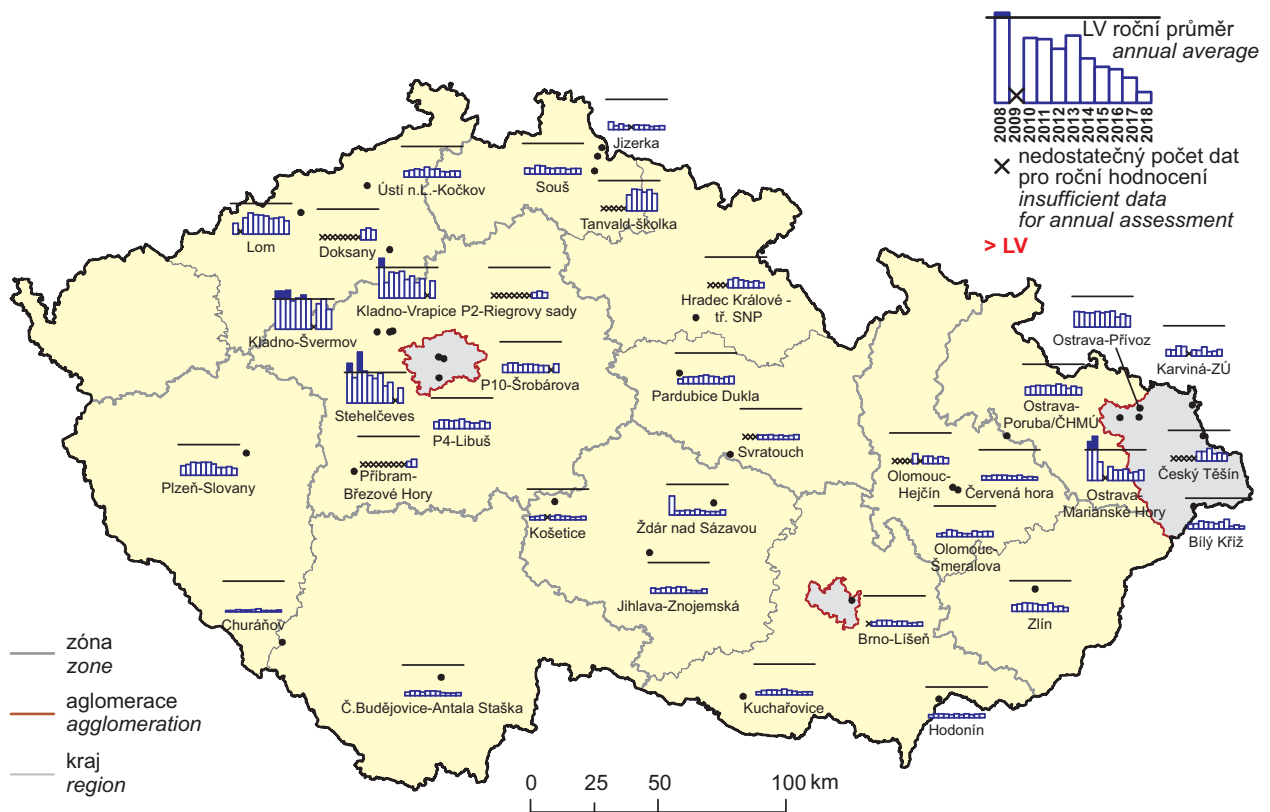 LV roční průměr
annual average
2008
2009
2010
2011
2012
2013
2014
2015
2016
2017
2018
nedostatečný počet dat
pro roční hodnocení
insufficient data
for annual assessment
> LV
Jizerka
Ústí n.L.-Kočkov
Souš
Tanvald-školka
Lom
Doksany
Kladno-Vrapice
P2-Riegrovy sady
Hradec Králové -
tř. SNP
Kladno-Švermov
Ostrava-Přívoz
Karviná-ZÚ
Stehelčeves
P10-Šrobárova
Pardubice Dukla
Ostrava-
Poruba/ČHMÚ
P4-Libuš
Svratouch
Plzeň-Slovany
Příbram-
Březové Hory
Olomouc-
Hejčín
Červená hora
Ostrava-
Mariánské Hory
Český Těšín
Košetice
Ždár nad Sázavou
Olomouc-
Šmeralova
Bílý Kříž
Churáňov
Jihlava-Znojemská
Brno-Líšeň
Zlín
Č.Budějovice-Antala Staška
Kuchařovice
Hodonín
zóna
zone
aglomerace
agglomeration
kraj
region
0 25 50 100 km